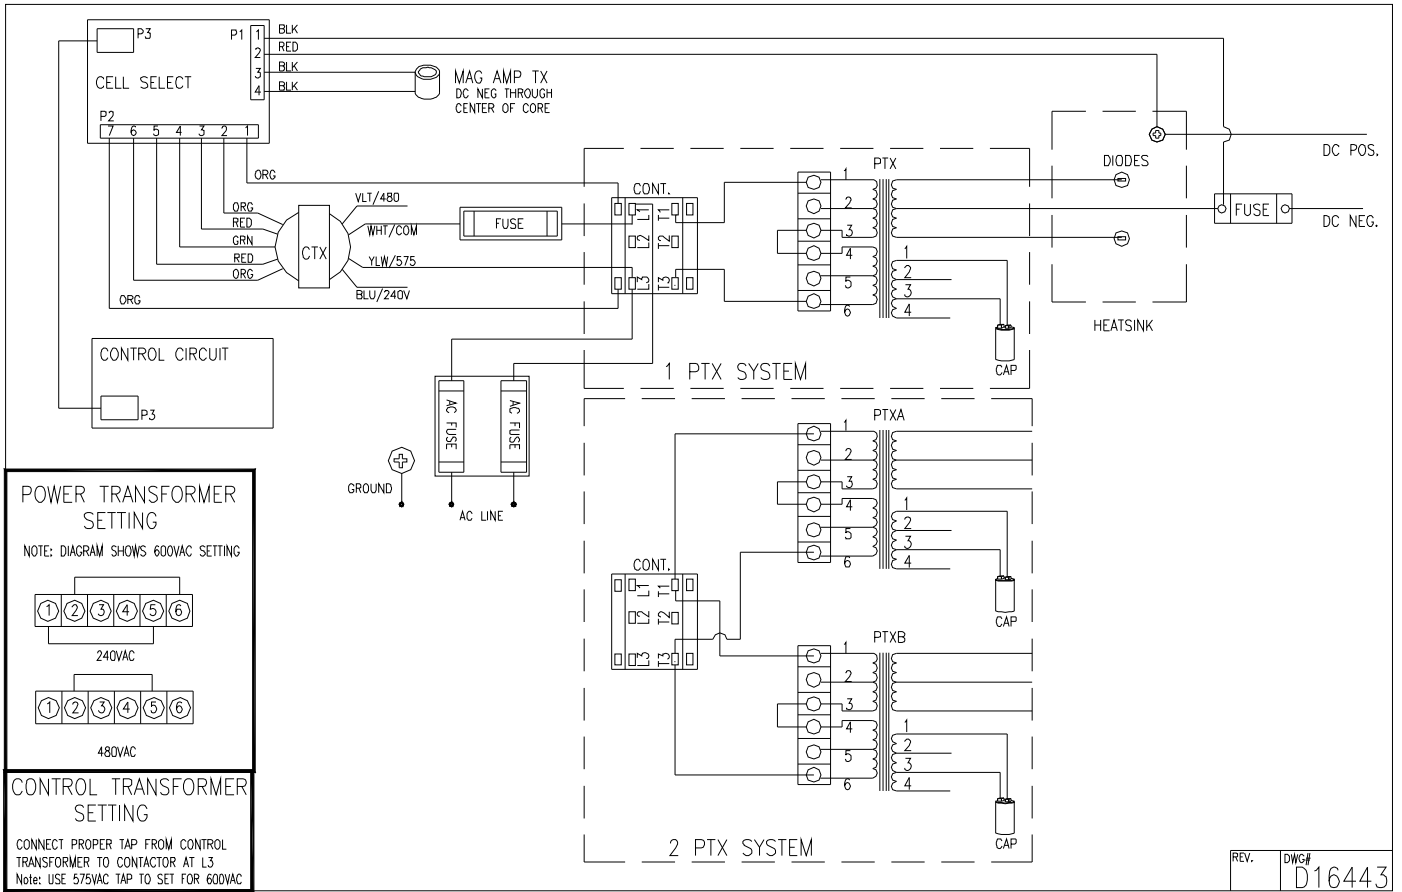 P3
P1
1
2
3
4
BLK
RED
BLK
BLK
CELL SELECT
MAG AMP TX
DC NEG THROUGH
CENTER OF CORE
P2
7 6 5 4 3 2 1
ORG
ORG
RED
GRN
RED
ORG
ORG
CTX
VLT/480
WHT/COM
YLW/575
BLU/240V
FUSE
CONT.
L1 T1
L2 T2
L3 T3
PTX
1
2
3
4
5
6
1
2
3
4
CAP
1 PTX SYSTEM
DIODES
HEATSINK
DC POS.
FUSE
DC NEG.
CONTROL CIRCUIT
P3
AC FUSE
AC FUSE
GROUND
AC LINE
PTXA
1
2
3
4
5
6
1
2
3
4
CAP
CONT.
L1 T1
L2 T2
L3 T3
PTXB
1
2
3
4
5
6
1
2
3
4
CAP
2 PTX SYSTEM
POWER TRANSFORMER
SETTING
NOTE: DIAGRAM SHOWS 600VAC SETTING
1 2 3 4 5 6
240VAC
1 2 3 4 5 6
480VAC
CONTROL TRANSFORMER
SETTING
CONNECT PROPER TAP FROM CONTROL
TRANSFORMER TO CONTACTOR AT L3
Note: USE 575VAC TAP TO SET FOR 600VAC
REV.
DWG#
D16443